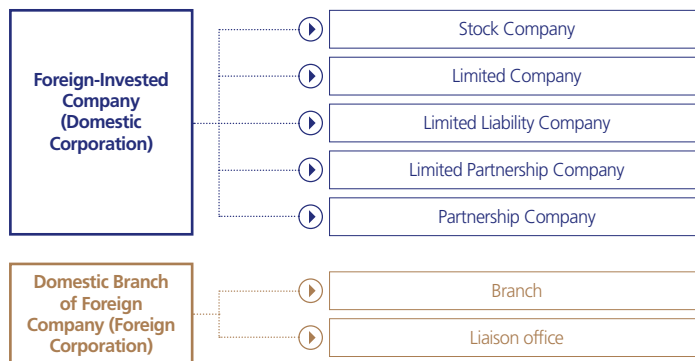 Foreign-Invested
Company
(Domestic
Corporation)
Stock Company
Limited Company
Limited Liability Company
Limited Partnership Company
Partnership Company
Domestic Branch
of Foreign
Company (Foreign
Corporation)
Branch
Liaison office